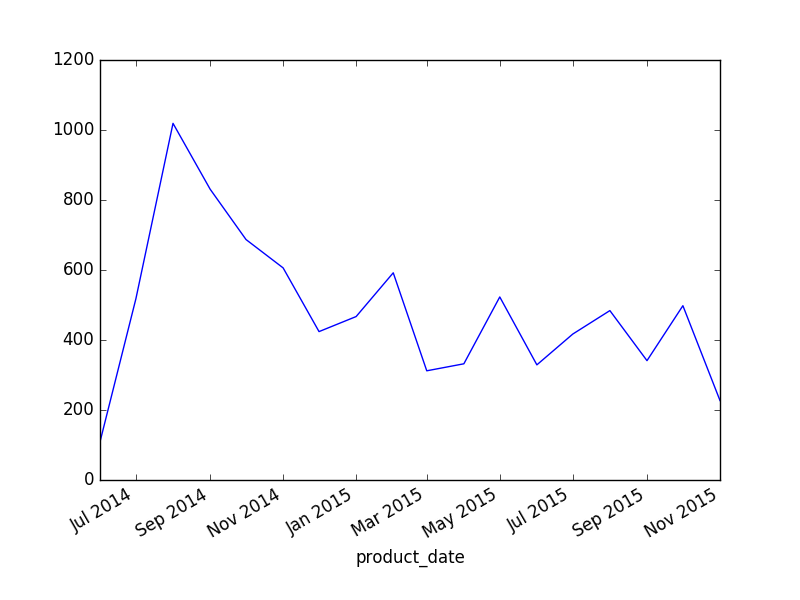 1200
1000
800
600
400
200
0
Jul 2014
Sep 2014
Nov 2014
Jan 2015
Mar 2015
May 2015
Jul 2015
Sep 2015
Nov 2015
product_date